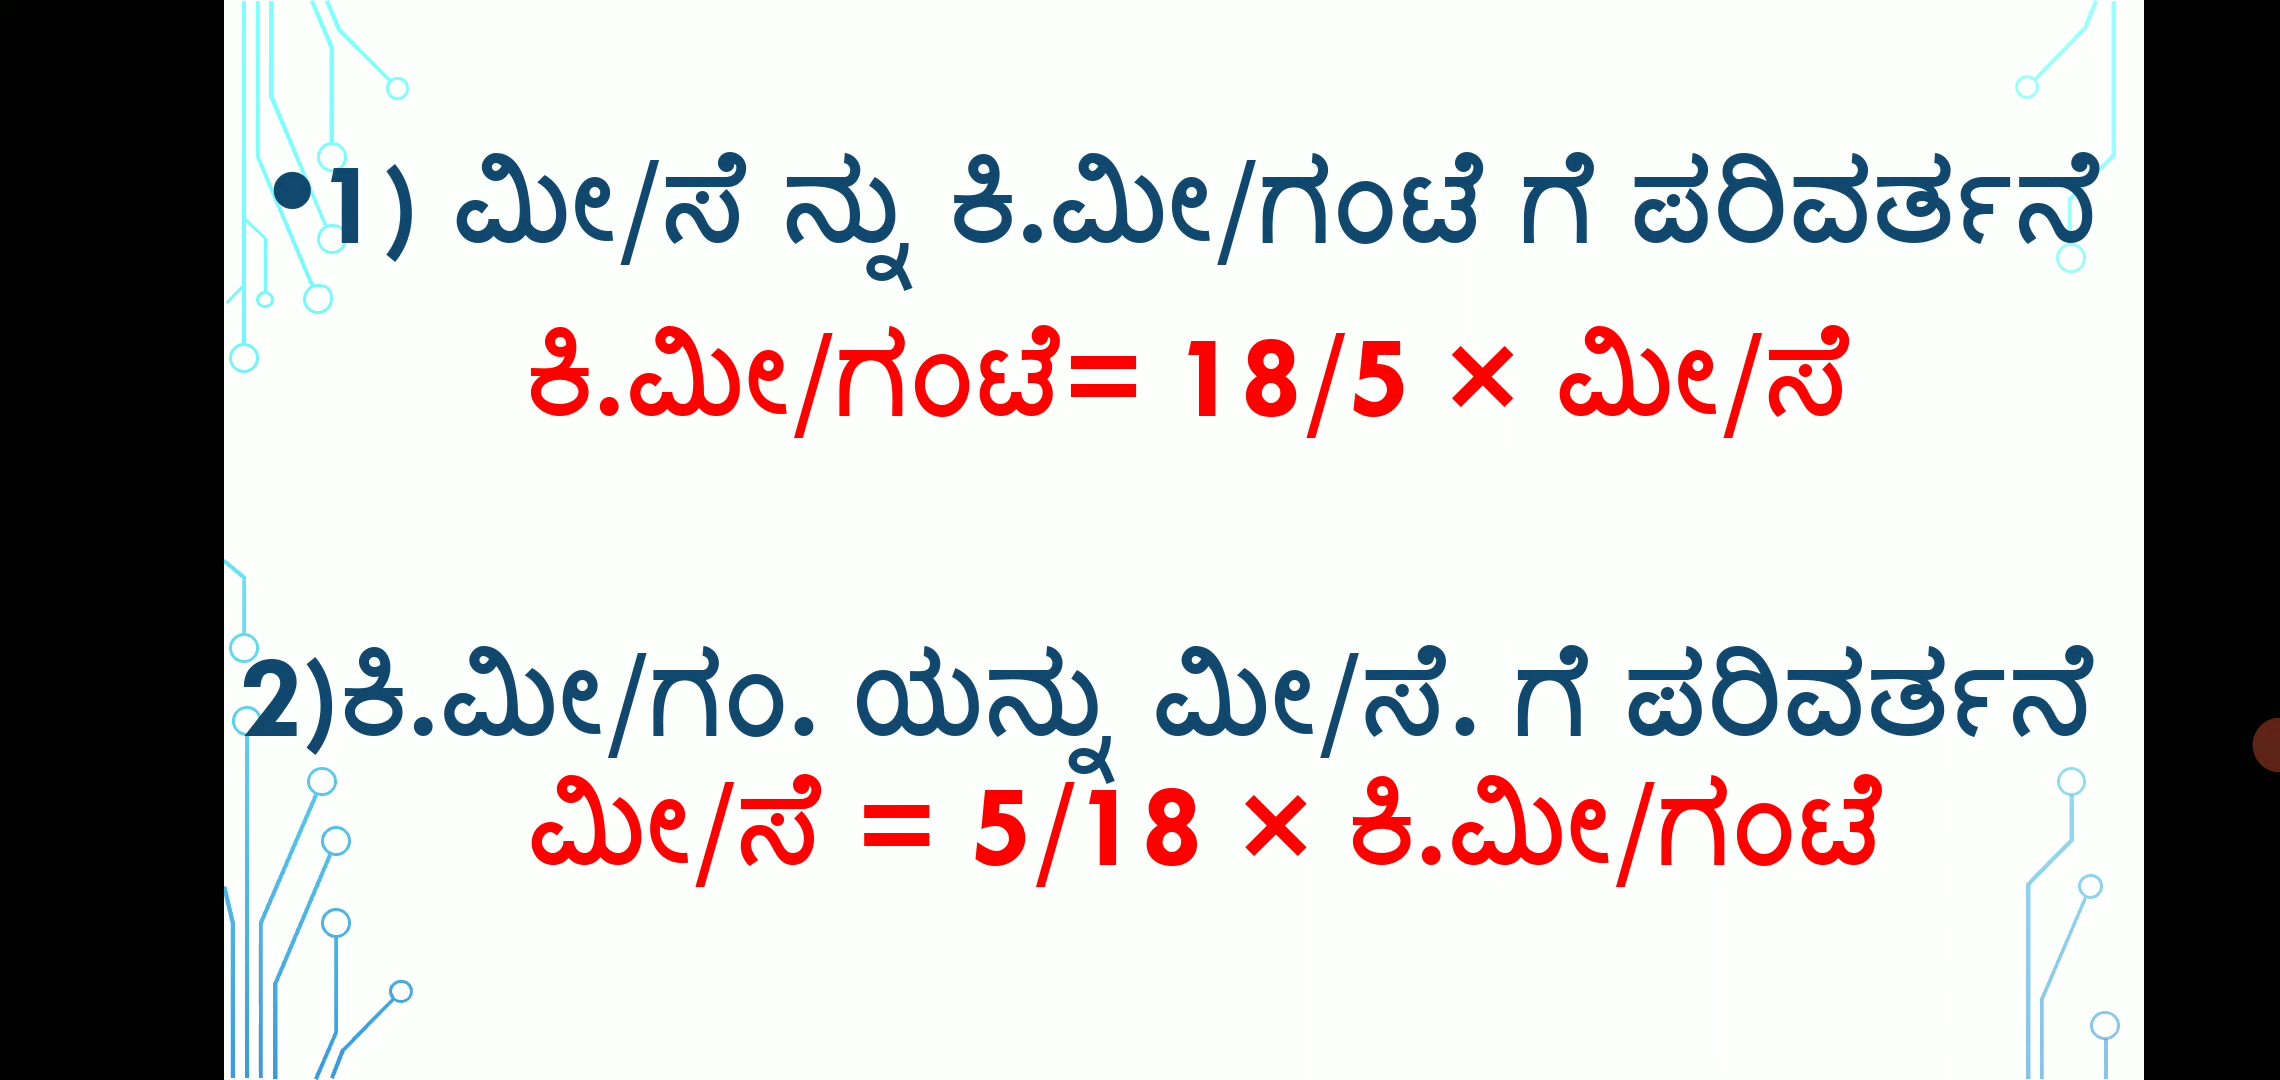 •1) ಮೀ/ಸೆ ನ್ನು ಕಿ.ಮೀ/ಗಂಟೆ ಗೆ ಪರಿವರ್ತನೆ
ಕಿ.ಮೀ/ಗಂಟೆ= 18/5 × ಮೀ/ಸೆ
2)ಕಿ.ಮೀ/ಗಂ. ಯನ್ನು ಮೀ/ಸೆ. ಗೆ ಪರಿವರ್ತನೆ
ಮೀ/ಸೆ = 5/18 × ಕಿ.ಮೀ/ಗಂಟೆ